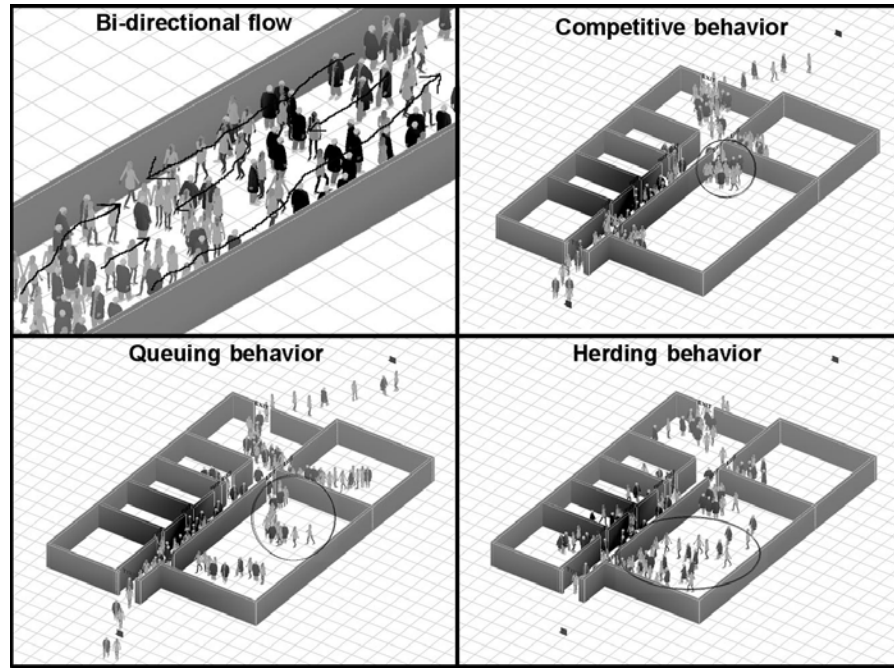 Bi-directional flow
Competitive behavior
Queuing behavior
Herding behavior